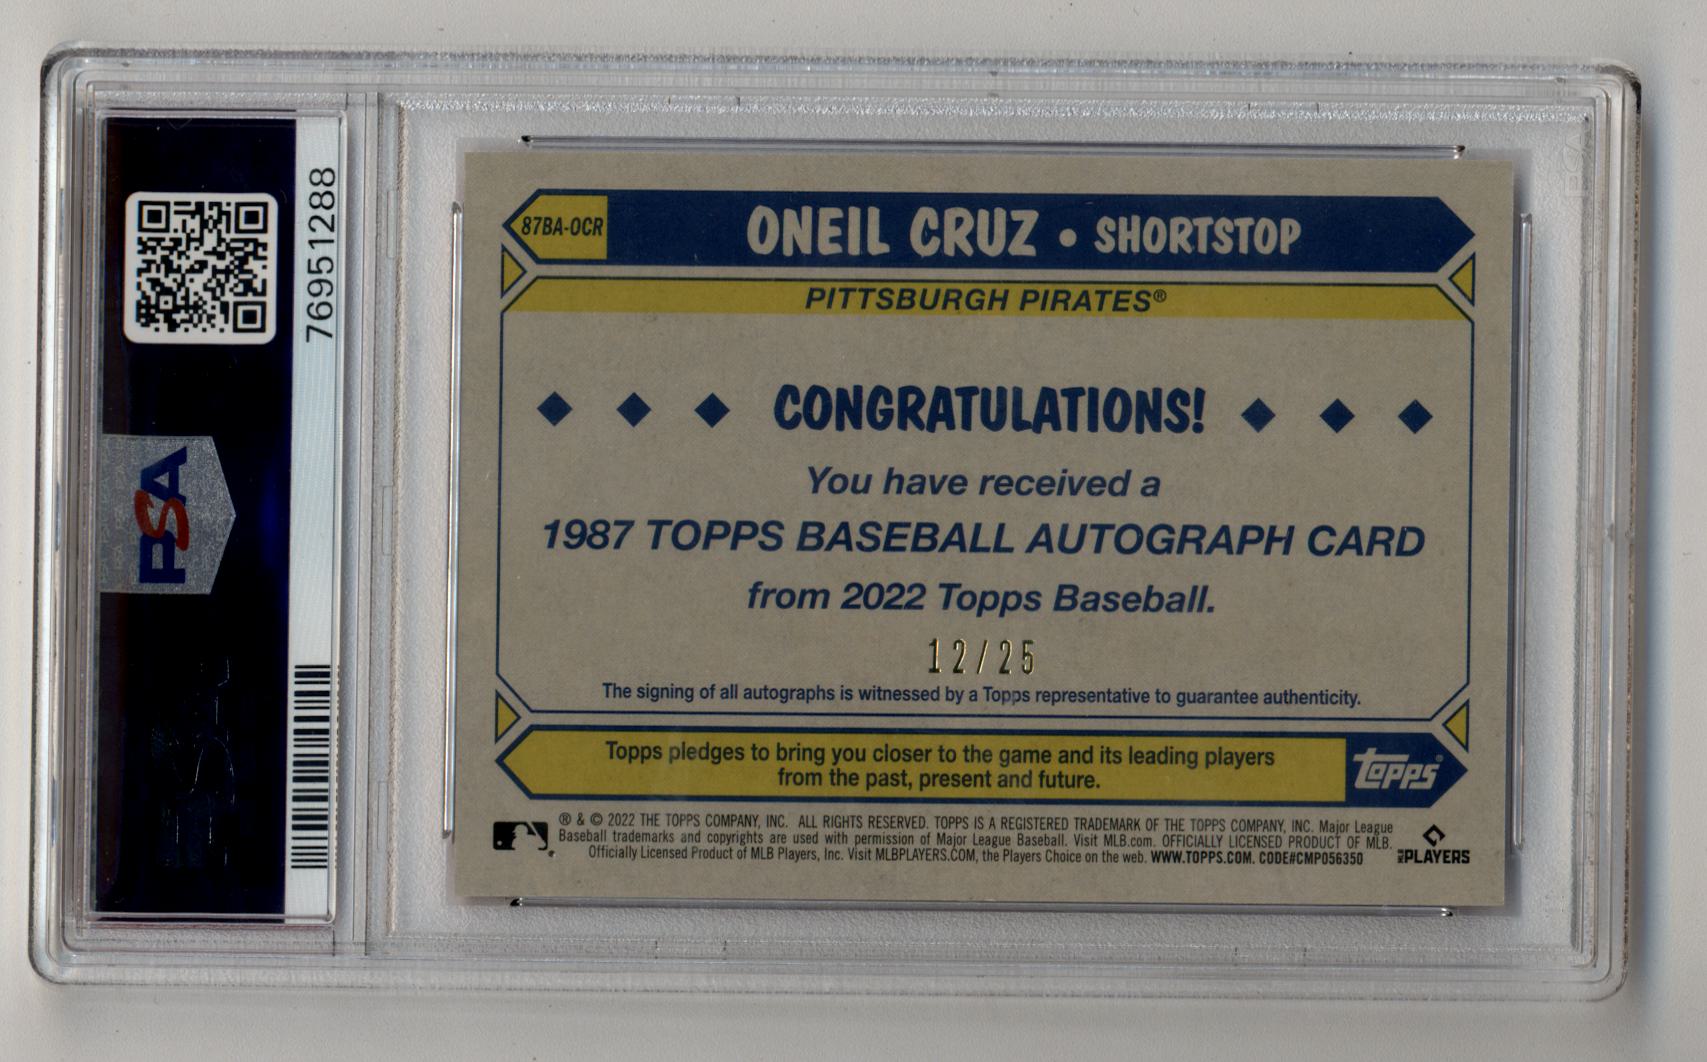 76951288
PSA
87BA-OCR
ONEIL CRUZ • SHORTSTOP
PITTSBURGH PIRATES®
CONGRATULATIONS!
You have received a
1987 TOPPS BASEBALL AUTOGRAPH CARD
from 2022 Topps Baseball.
12/25
The signing of all autographs is witnessed by a Topps representative to guarantee authenticity.
Topps pledges to bring you closer to the game and its leading players
from the past, present and future.
topps®
® & © 2022 THE TOPPS COMPANY, INC. ALL RIGHTS RESERVED. TOPPS IS A REGISTERED TRADEMARK OF THE TOPPS COMPANY, INC. Major League
Baseball trademarks and copyrights are used with permission of Major League Baseball. Visit MLB.com. OFFICIALLY LICENSED PRODUCT OF MLB.
Officially Licensed Product of MLB Players, Inc. Visit MLBPLAYERS.COM, the Players Choice on the web. WWW.TOPPS.COM. CODE#CMP056350
PLAYERS